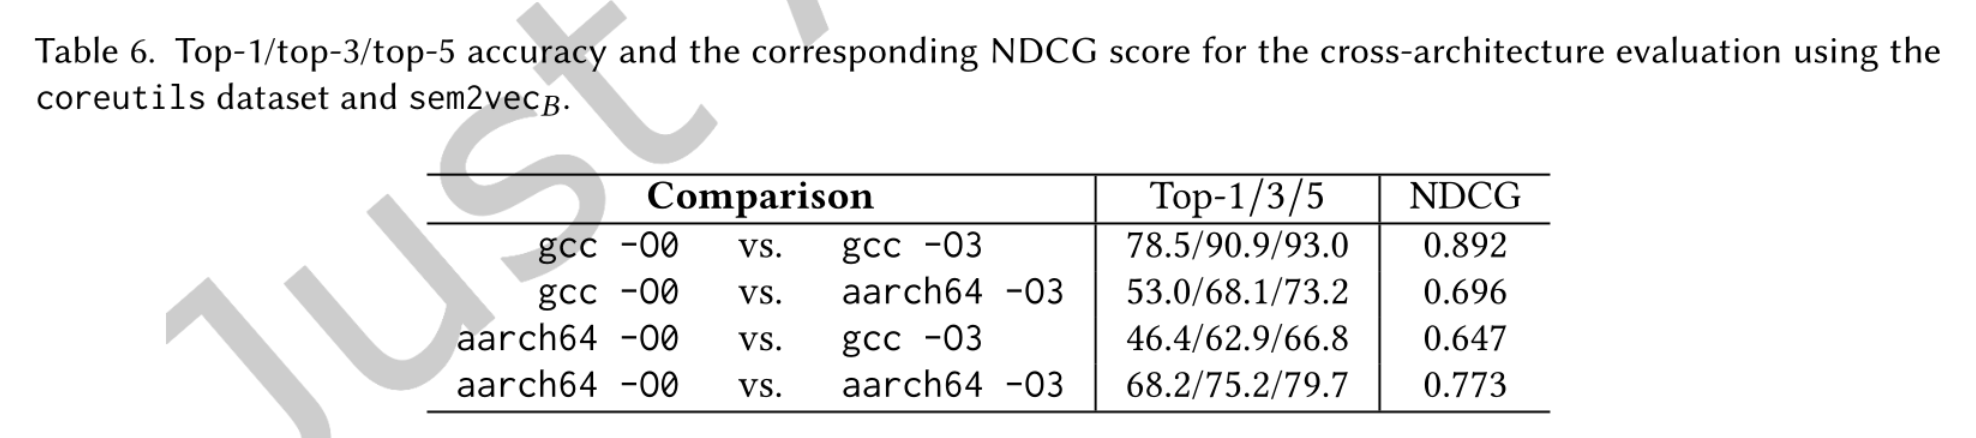 Table 6. Top-1/top-3/top-5 accuracy and the corresponding NDCG score for the cross-architecture evaluation using the
coreutils dataset and sem2vecB.
Just
Comparison Top-1/3/5 NDCG
gcc -O0 vs. gcc -O3 78.5/90.9/93.0 0.892
gcc -O0 vs. aarch64 -O3 53.0/68.1/73.2 0.696
aarch64 -O0 vs. gcc -O3 46.4/62.9/66.8 0.647
aarch64 -O0 vs. aarch64 -O3 68.2/75.2/79.7 0.773